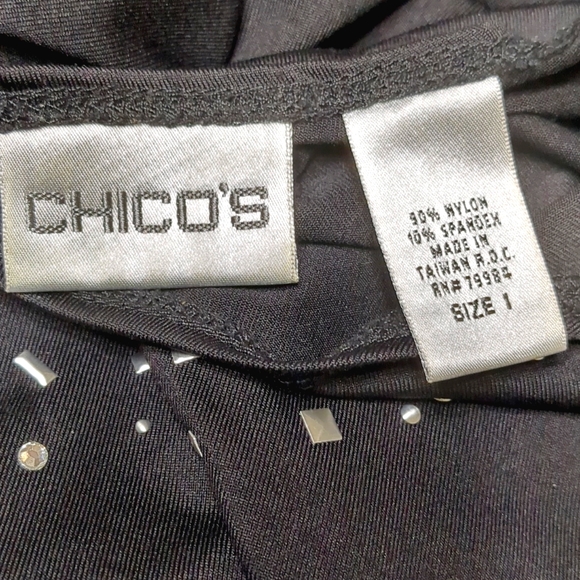 CHICO'S
90% NYLON
10% SPANDEX
MADE IN
TAIWAN R.O.C.
RN# 79984
SIZE 1